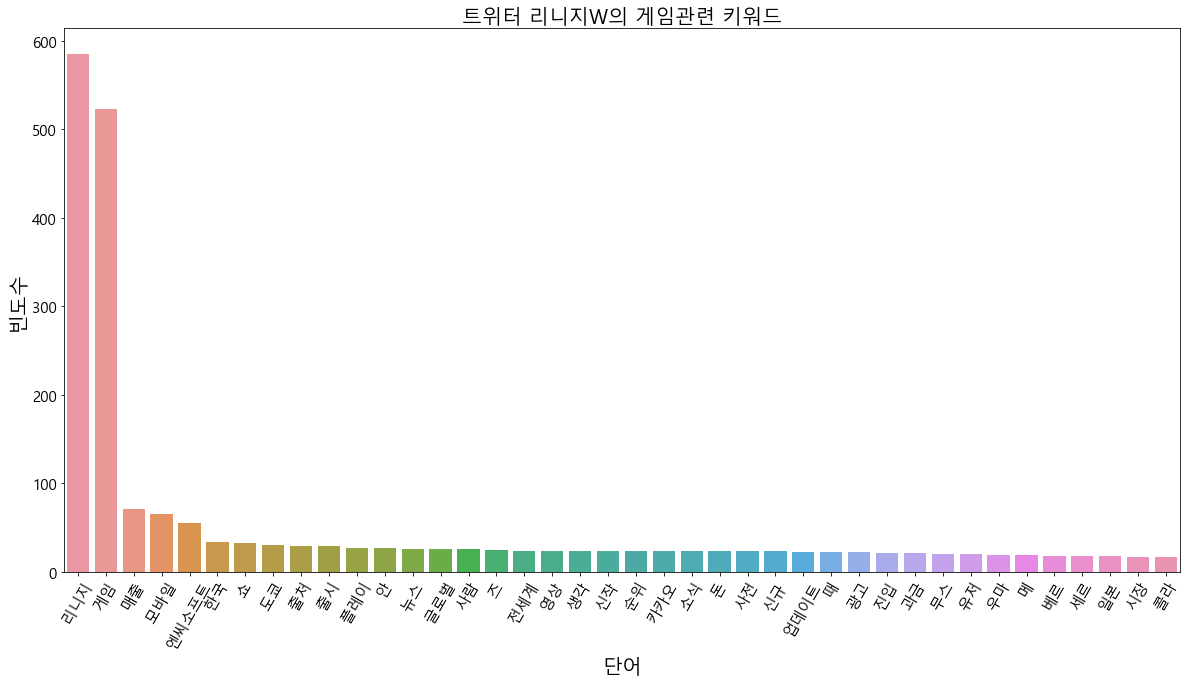 트위터 리니지W의 게임관련 키워드
빈도수
600
500
400
300
200
100
0
리니지
게임
매출
모바일
엔씨소프트
한국
쇼
도쿄
출처
출시
플레이
안
뉴스
글로벌
사람
즈
전세계
영상
생각
신작
순위
카카오
소식
돈
사전
신규
업데이트
때
광고
진입
과금
무스
유저
우마
메
베르
세르
일본
시장
콜라
단어